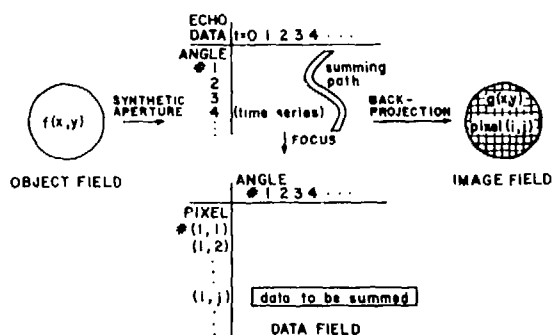 ECHO
DATA t=0 1 2 3 4 · · ·
ANGLE
# 1
2
3
4 (time series)
summing
path
f(x,y)
SYNTHETIC
APERTURE
BACK-
PROJECTION
g(x,y)
pixel(i,j)
OBJECT FIELD
FOCUS
IMAGE FIELD
ANGLE
# 1 2 3 4 · · ·
PIXEL
#(1,1)
(1,2)
(i,j) data to be summed
DATA FIELD